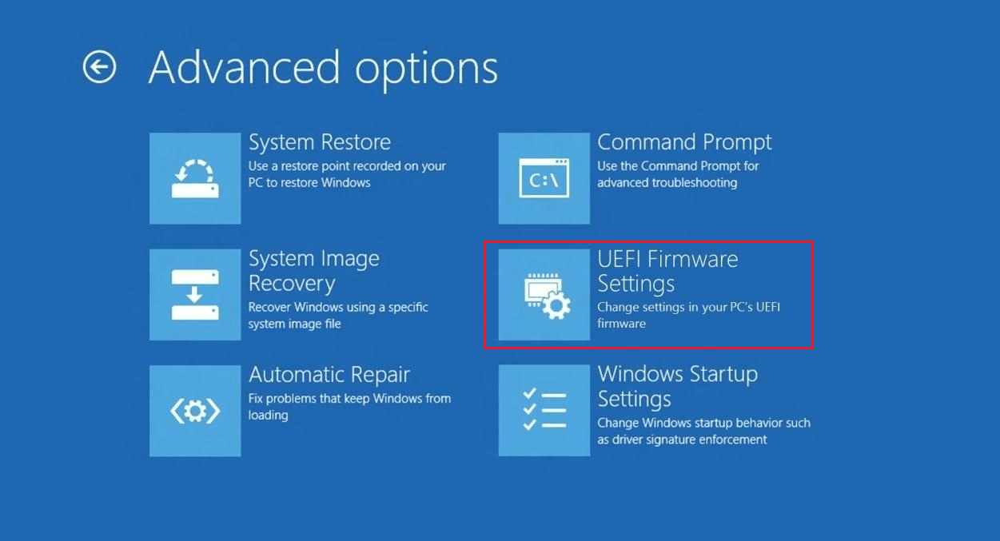 Advanced options
System Restore
Use a restore point recorded on your
PC to restore Windows
System Image
Recovery
Recover Windows using a specific
system image file
Automatic Repair
Fix problems that keep Windows from
loading
C:\
Command Prompt
Use the Command Prompt for
advanced troubleshooting
UEFI Firmware
Settings
Change settings in your PC's UEFI
firmware
Windows Startup
Settings
Change Windows startup behavior such
as driver signature enforcement